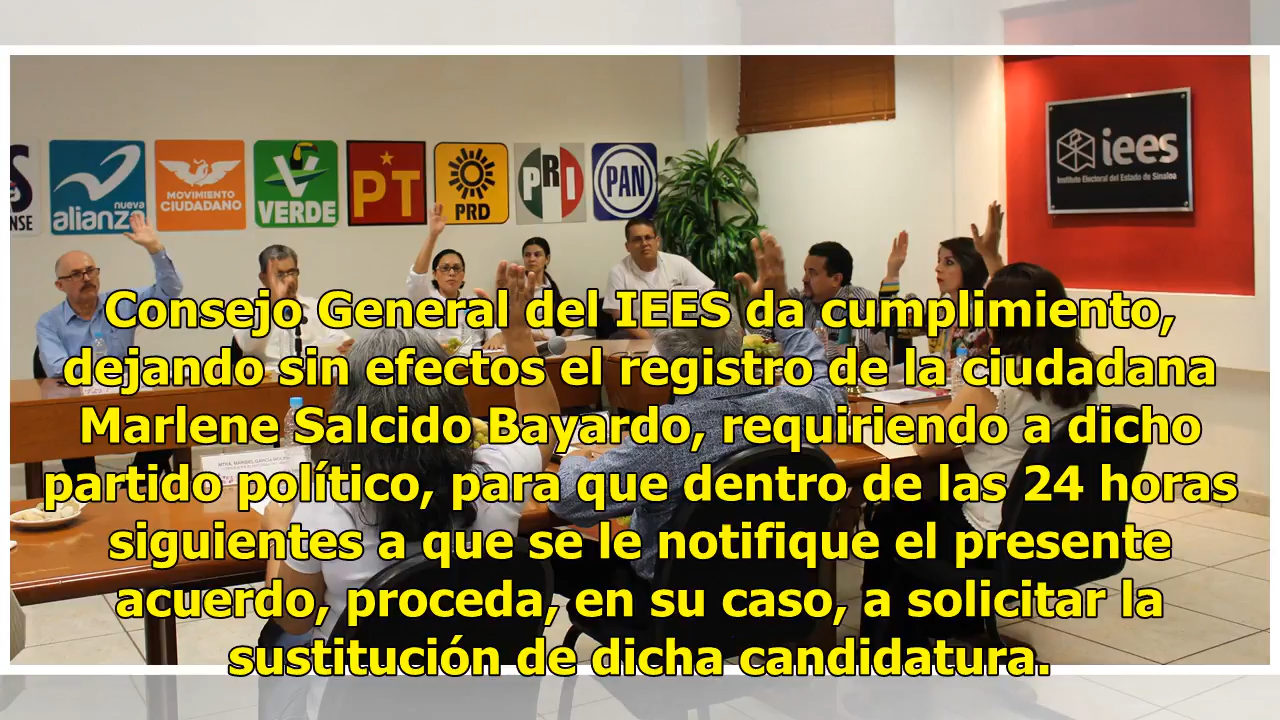 NSE
nueva
alianza
MOVIMIENTO
CIUDADANO
VERDE
PT
PRD
PRI
PAN
iees
Instituto Electoral del Estado de Sinaloa
Consejo General del IEES da cumplimiento,
dejando sin efectos el registro de la ciudadana
Marlene Salcido Bayardo, requiriendo a dicho
partido político, para que dentro de las 24 horas
siguientes a que se le notifique el presente
acuerdo, proceda, en su caso, a solicitar la
sustitución de dicha candidatura.